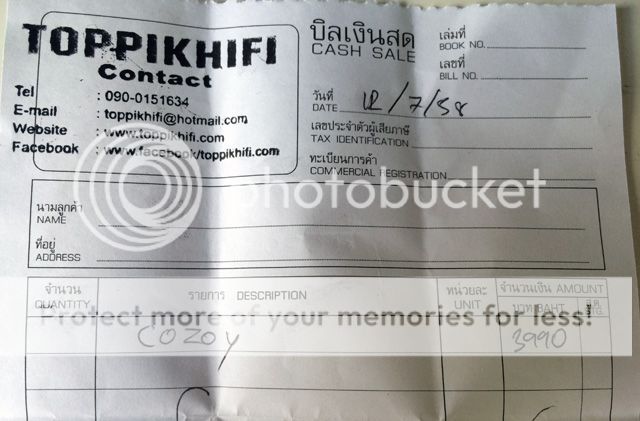 TOPPIKHIFI
Contact
Tel : 090-0151634
E-mail : toppikhifi@hotmail.com
Website : www.toppikhifi.com
Facebook : www.facebook/toppikhifi.com
บิลเงินสด
CASH SALE
เล่มที่
BOOK NO.
เลขที่
BILL NO.
วันที่
DATE 12/7/58
เลขประจำตัวผู้เสียภาษี
TAX IDENTIFICATION
ทะเบียนการค้า
COMMERCIAL REGISTRATION
photobucket
นามลูกค้า
NAME
ที่อยู่
ADDRESS
จำนวน
QUANTITY
รายการ DESCRIPTION
หน่วยละ
UNIT
จำนวนเงิน AMOUNT
บาท BAHT
Protect more of your memories for less!
COZOY 3990